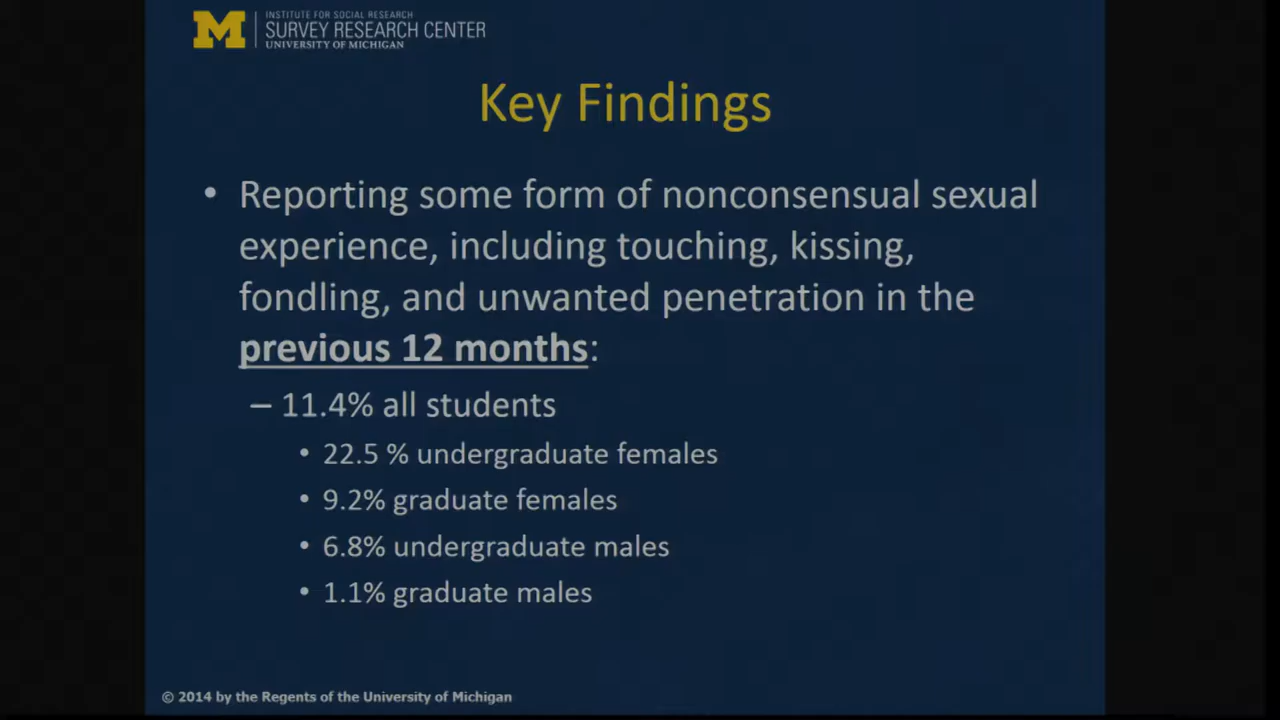 M
INSTITUTE FOR SOCIAL RESEARCH
SURVEY RESEARCH CENTER
UNIVERSITY OF MICHIGAN
Key Findings
• Reporting some form of nonconsensual sexual
experience, including touching, kissing,
fondling, and unwanted penetration in the
previous 12 months:
– 11.4% all students
• 22.5 % undergraduate females
• 9.2% graduate females
• 6.8% undergraduate males
• 1.1% graduate males
© 2014 by the Regents of the University of Michigan